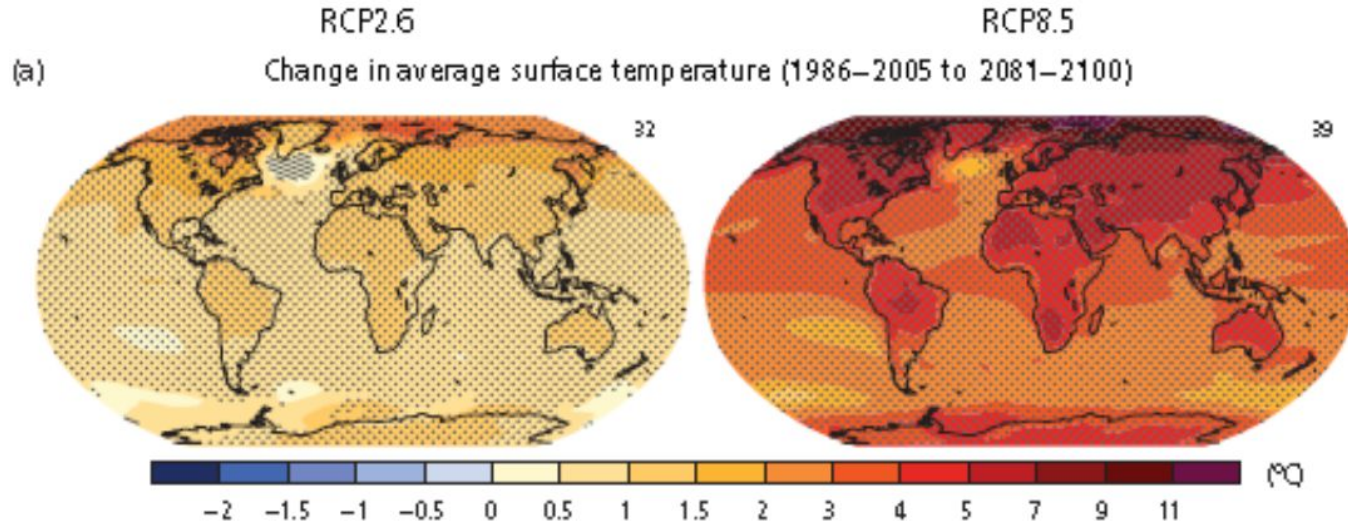 RCP2.6 RCP8.5
(a) Change in average surface temperature (1986–2005 to 2081–2100)
32 39
(°C)
−2 −1.5 −1 −0.5 0 0.5 1 1.5 2 3 4 5 7 9 11